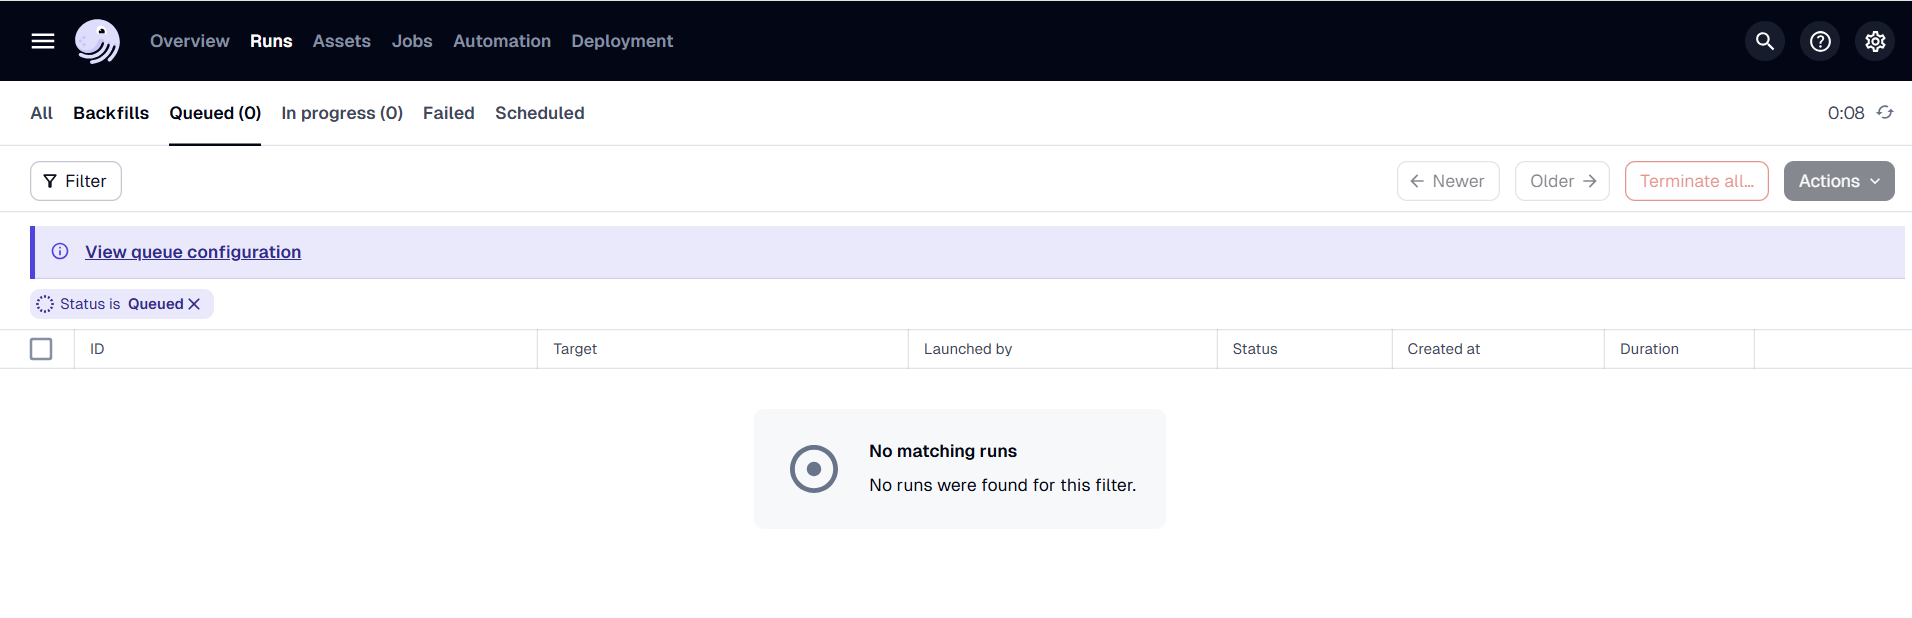 Overview Runs Assets Jobs Automation Deployment
All Backfills Queued (0) In progress (0) Failed Scheduled 0:08
Filter Newer Older Terminate all... Actions
View queue configuration
Status is Queued
ID Target Launched by Status Created at Duration
No matching runs
No runs were found for this filter.